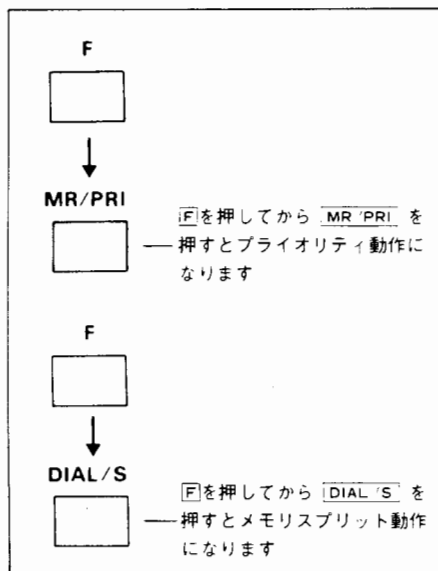 F
MR/PRI
Fを押してから MR/PRI を
押すとプライオリティ動作に
なります
F
DIAL/S
Fを押してから DIAL/S を
押すとメモリスプリット動作
になります